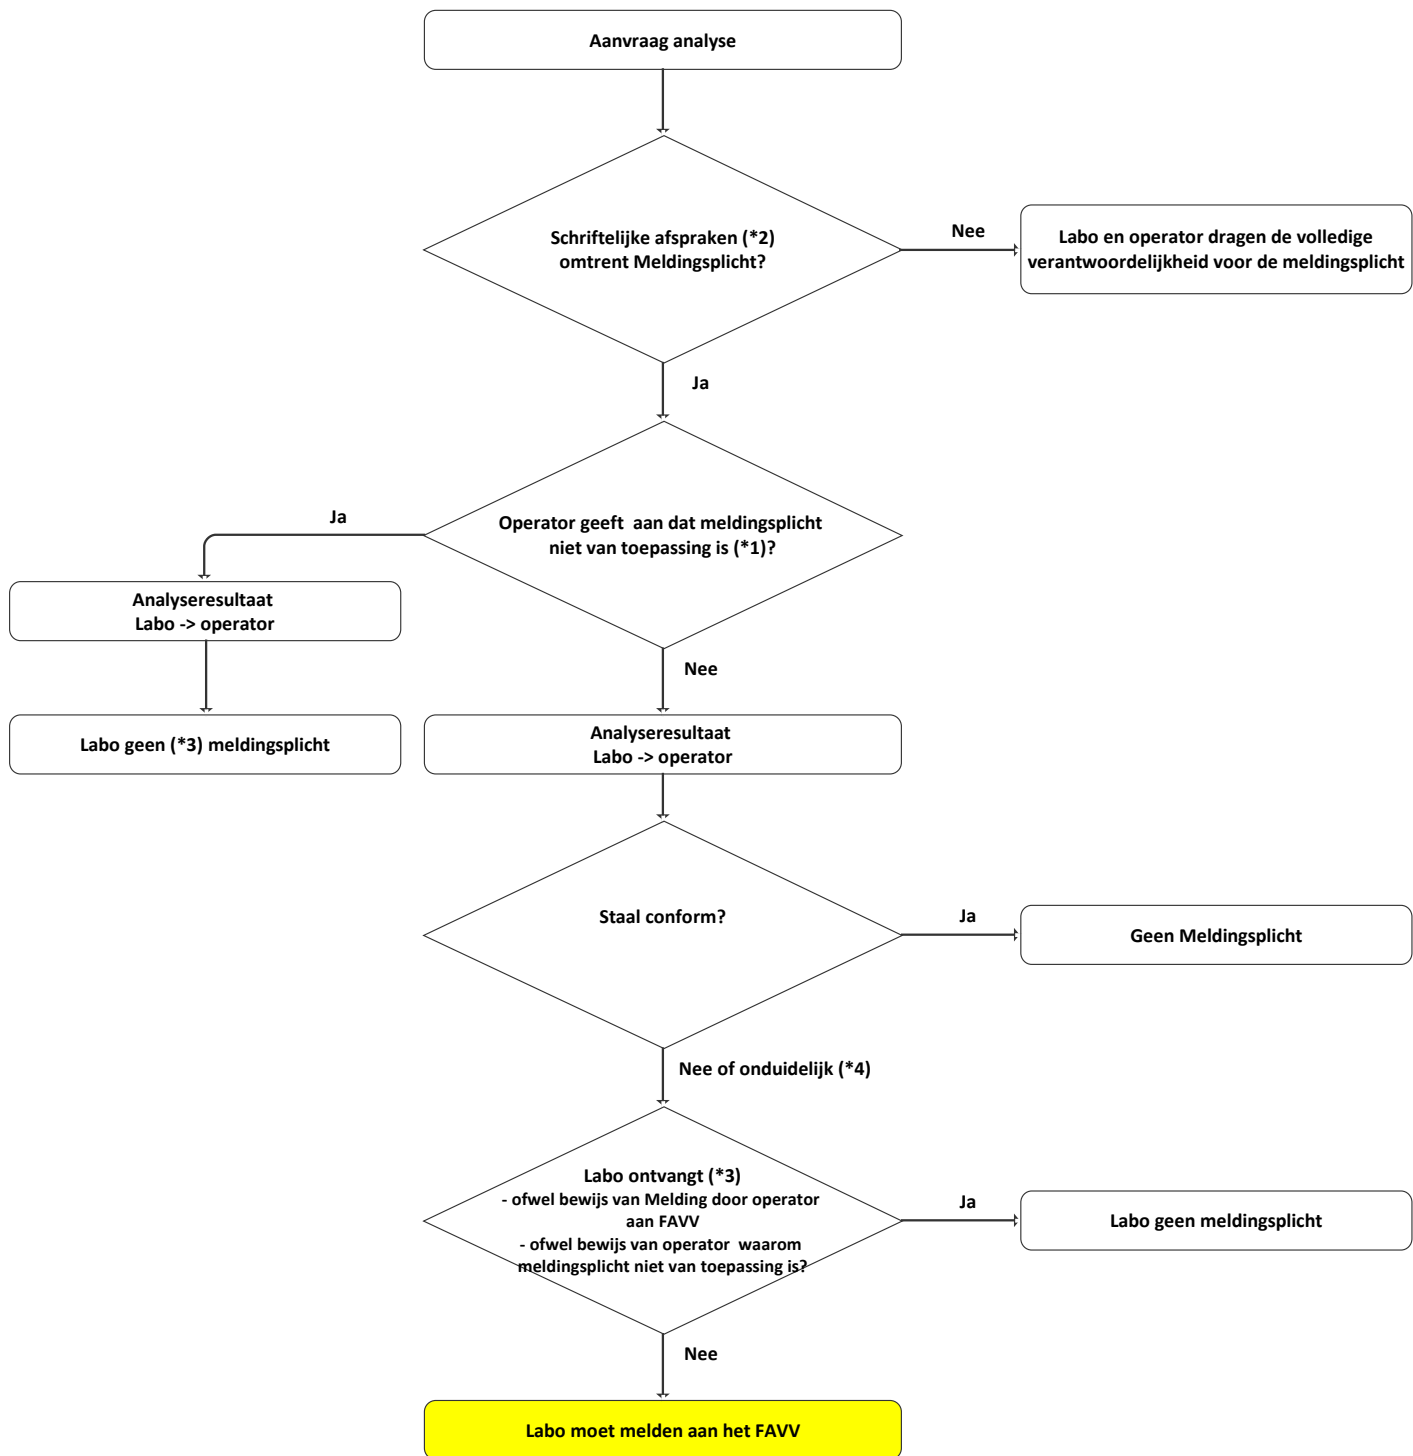 Aanvraag analyse
Schriftelijke afspraken (*2)
omtrent Meldingsplicht?
Nee
Labo en operator dragen de volledige
verantwoordelijkheid voor de meldingsplicht
Ja
Operator geeft  aan dat meldingsplicht
niet van toepassing is (*1)?
Ja
Analyseresultaat
Labo -> operator
Labo geen (*3) meldingsplicht
Nee
Analyseresultaat
Labo -> operator
Staal conform?
Ja
Geen Meldingsplicht
Nee of onduidelijk (*4)
Labo ontvangt (*3)
- ofwel bewijs van Melding door operator
aan FAVV
- ofwel bewijs van operator  waarom
meldingsplicht niet van toepassing is?
Ja
Labo geen meldingsplicht
Nee
Labo moet melden aan het FAVV